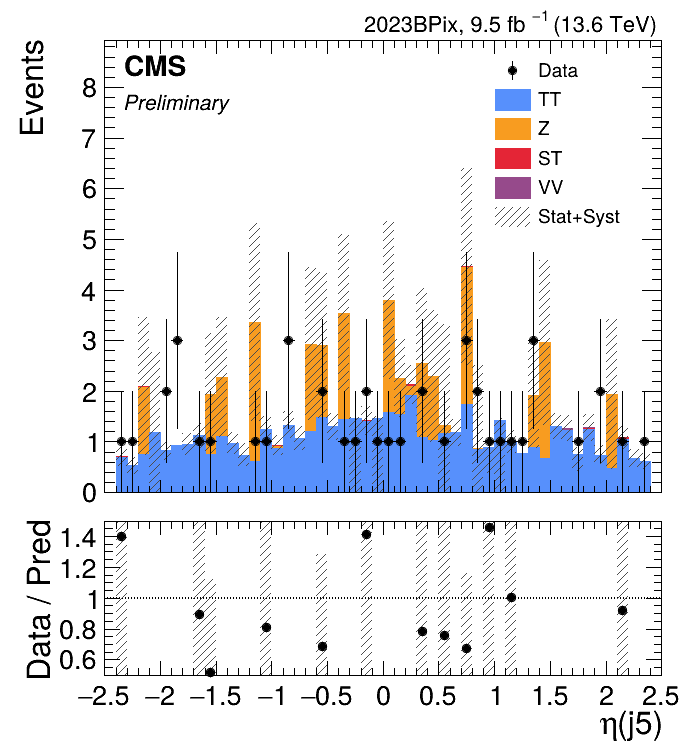 2023BPix, 9.5 fb⁻¹ (13.6 TeV)
Events
CMS
Preliminary
Data
TT
Z
ST
VV
Stat+Syst
8
7
6
5
4
3
2
1
0
Data / Pred
1.4
1.2
1
0.8
0.6
−2.5 −2 −1.5 −1 −0.5 0 0.5 1 1.5 2 2.5
η(j5)